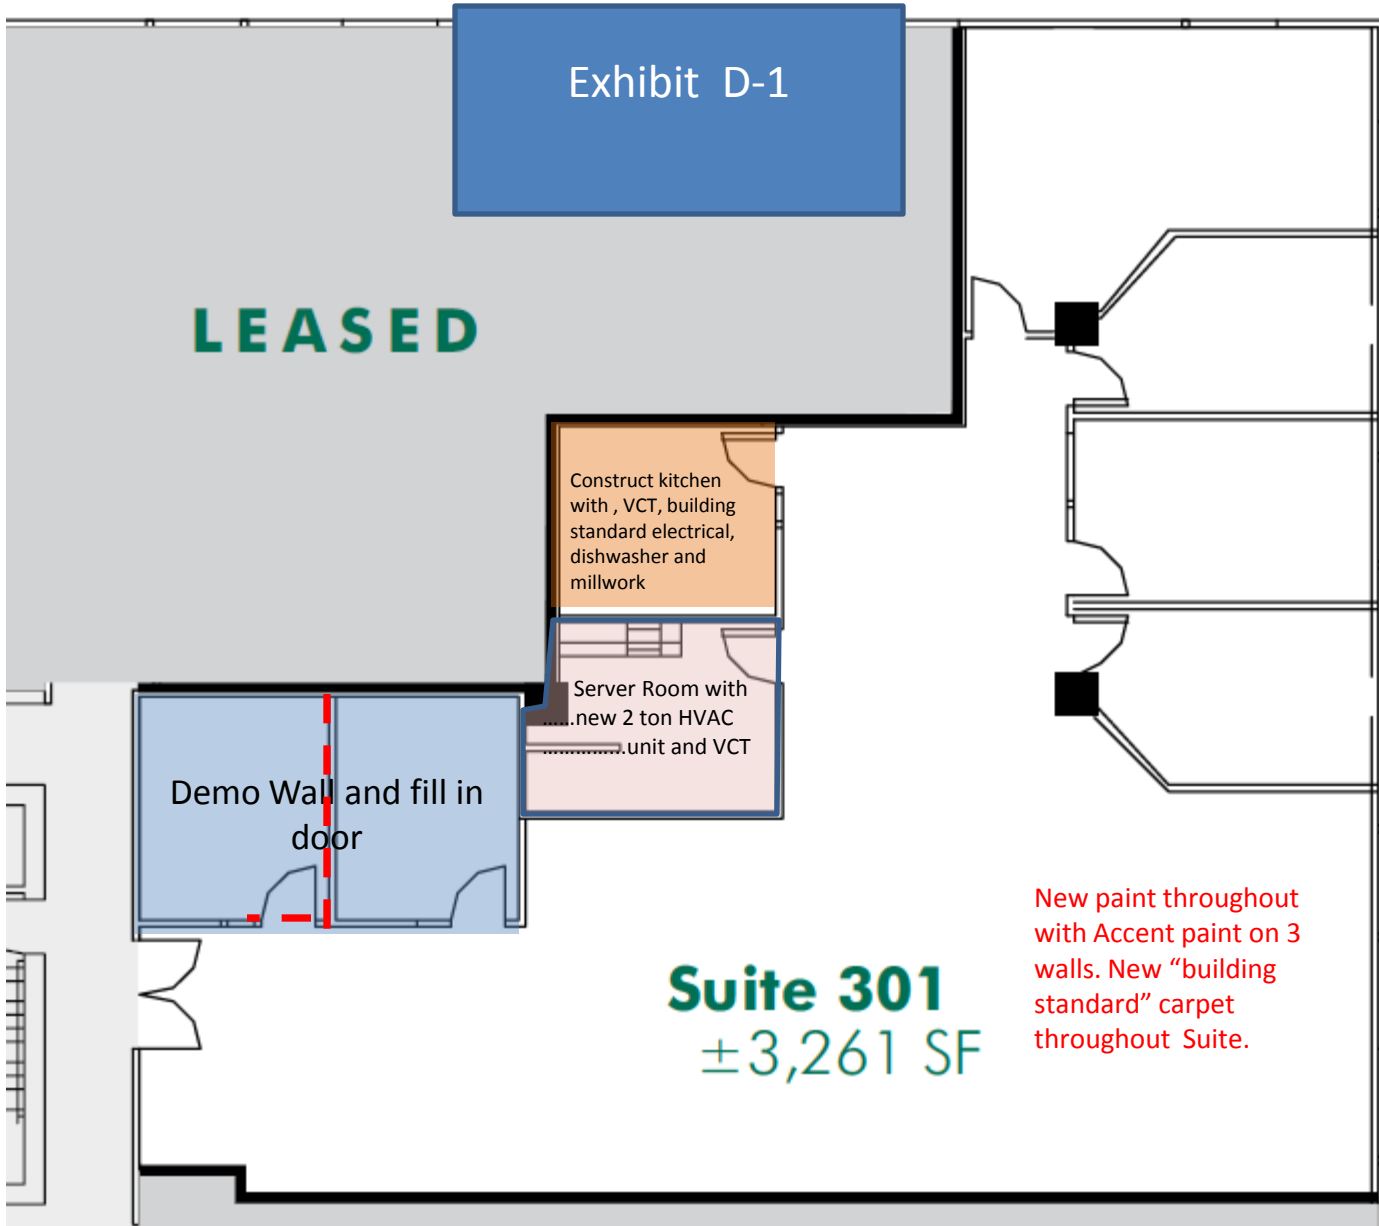 Exhibit D-1
LEASED
Construct kitchen
with , VCT, building
standard electrical,
dishwasher and
millwork
Server Room with
......new 2 ton HVAC
...............unit and VCT
Demo Wall and fill in
door
New paint throughout
with Accent paint on 3
walls. New “building
standard” carpet
throughout Suite.
Suite 301
±3,261 SF